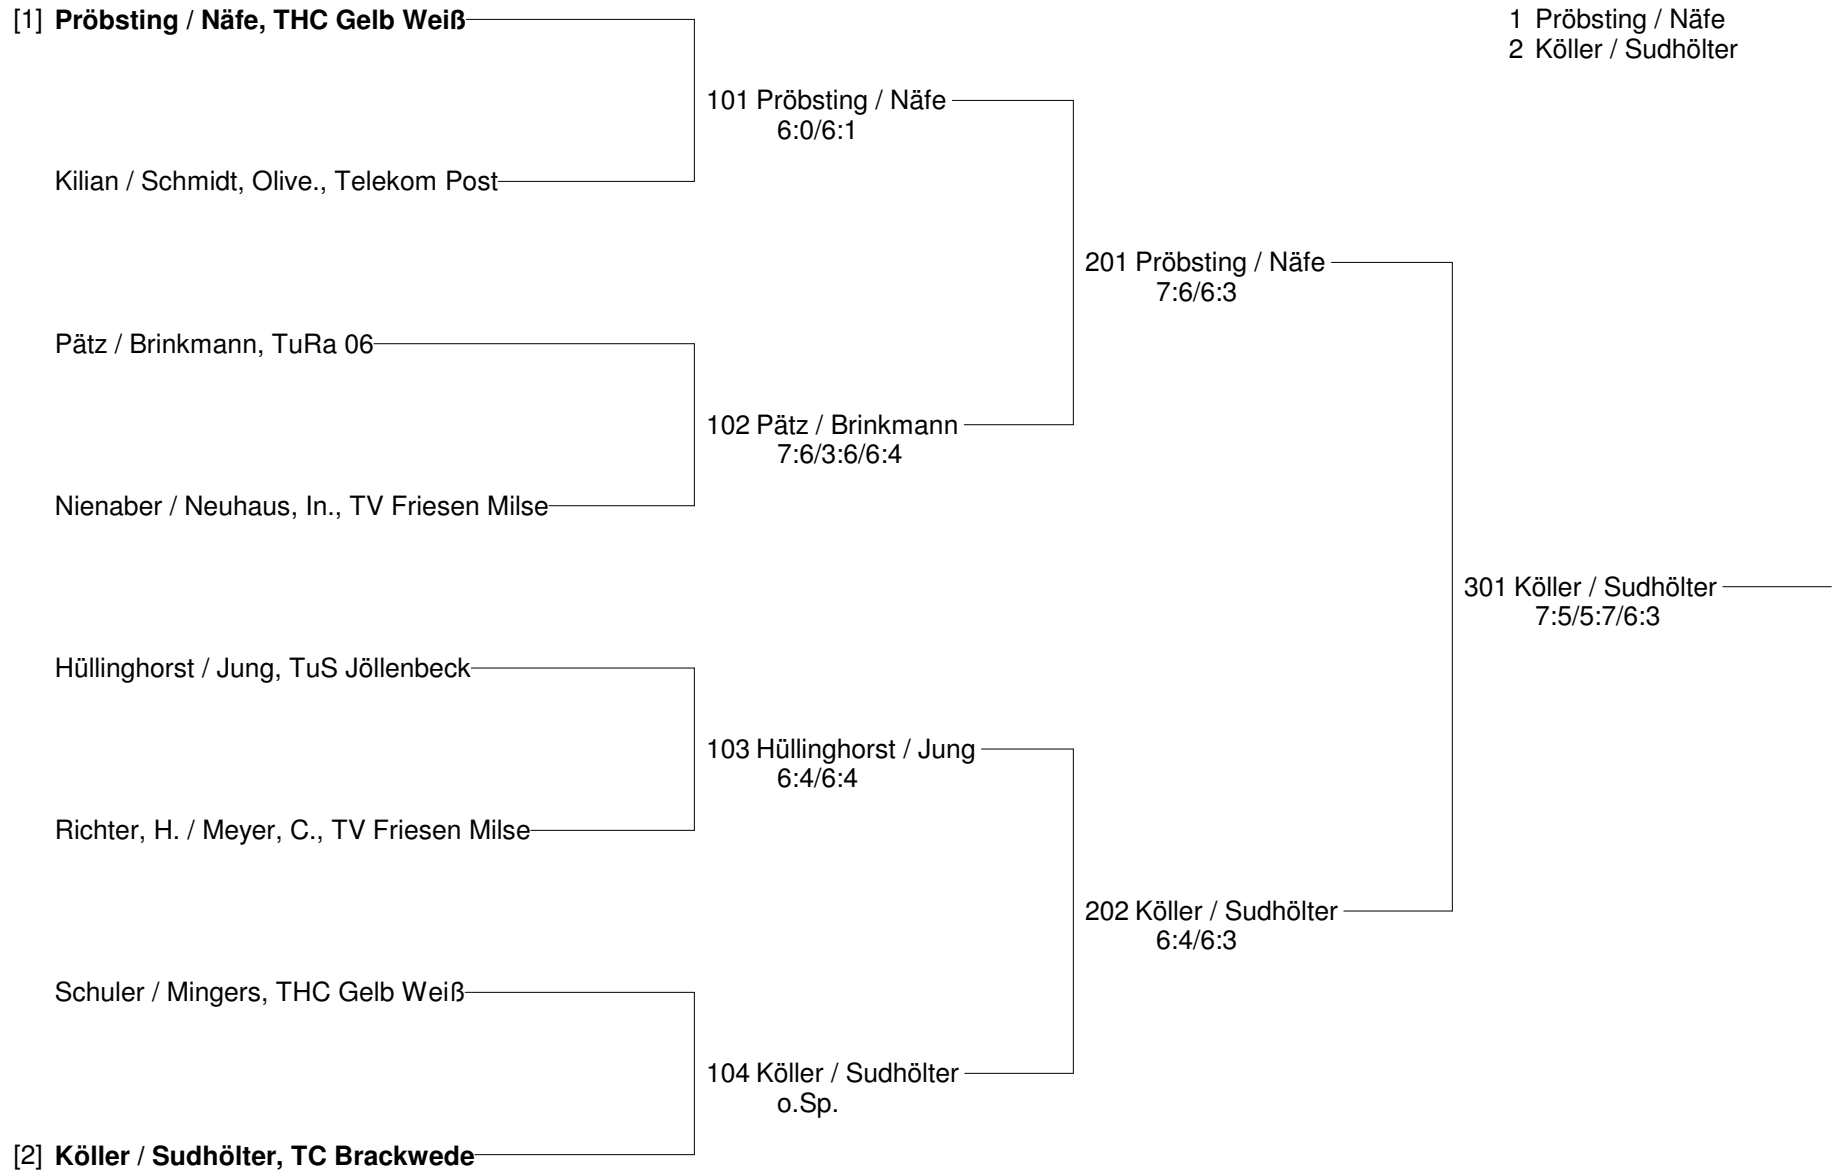 [1] Pröbsting / Näfe, THC Gelb Weiß
1 Pröbsting / Näfe
2 Köller / Sudhölter
101 Pröbsting / Näfe
6:0/6:1
Kilian / Schmidt, Olive., Telekom Post
201 Pröbsting / Näfe
7:6/6:3
Pätz / Brinkmann, TuRa 06
102 Pätz / Brinkmann
7:6/3:6/6:4
Nienaber / Neuhaus, In., TV Friesen Milse
301 Köller / Sudhölter
7:5/5:7/6:3
Hüllinghorst / Jung, TuS Jöllenbeck
103 Hüllinghorst / Jung
6:4/6:4
Richter, H. / Meyer, C., TV Friesen Milse
202 Köller / Sudhölter
6:4/6:3
Schuler / Mingers, THC Gelb Weiß
104 Köller / Sudhölter
o.Sp.
[2] Köller / Sudhölter, TC Brackwede